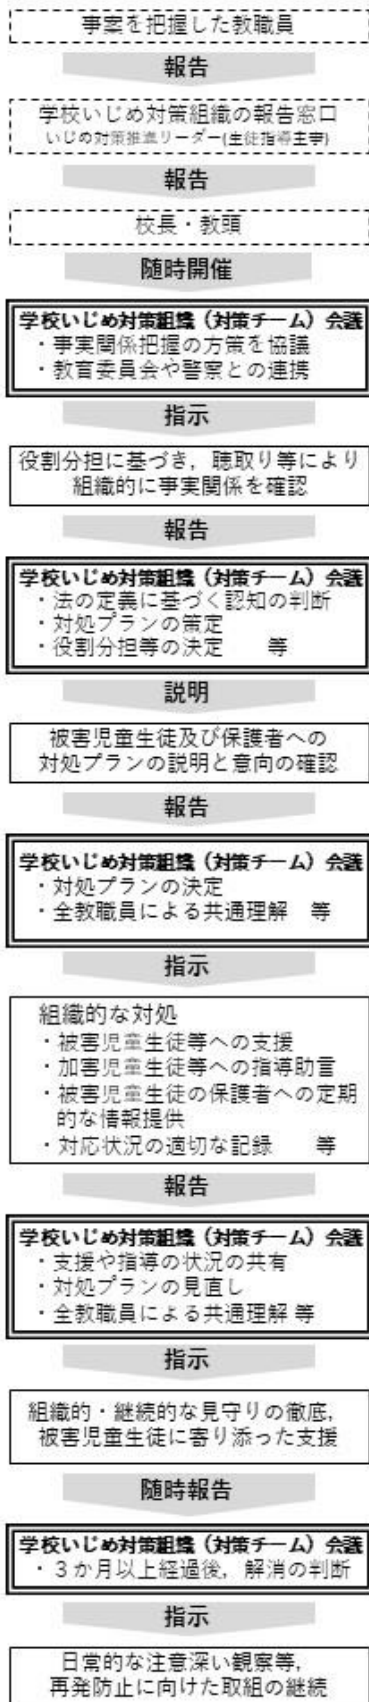 事案を把握した教職員
報告
学校いじめ対策組織の報告窓口
いじめ対策推進リーダー(生徒指導主事)
報告
校長・教頭
随時開催
学校いじめ対策組織（対策チーム）会議
・事実関係把握の方策を協議
・教育委員会や警察との連携
指示
役割分担に基づき，聴取り等により
組織的に事実関係を確認
報告
学校いじめ対策組織（対策チーム）会議
・法の定義に基づく認知の判断
・対処プランの策定
・役割分担等の決定　　等
説明
被害児童生徒及び保護者への
対処プランの説明と意向の確認
報告
学校いじめ対策組織（対策チーム）会議
・対処プランの決定
・全教職員による共通理解　等
指示
組織的な対処
・被害児童生徒等への支援
・加害児童生徒等への指導助言
・被害児童生徒の保護者への定期
的な情報提供
・対応状況の適切な記録　　等
報告
学校いじめ対策組織（対策チーム）会議
・支援や指導の状況の共有
・対処プランの見直し
・全教職員による共通理解 等
指示
組織的・継続的な見守りの徹底，
被害児童生徒に寄り添った支援
随時報告
学校いじめ対策組織（対策チーム）会議
・３か月以上経過後，解消の判断
指示
日常的な注意深い観察等，
再発防止に向けた取組の継続